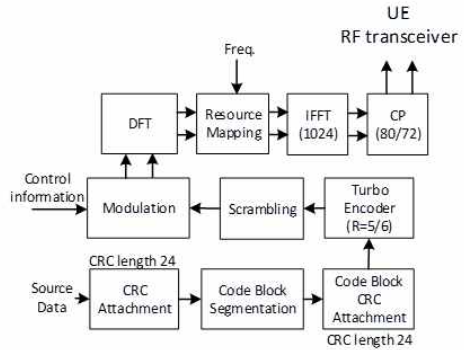 UE
RF transceiver
Freq.
DFT
Resource
Mapping
IFFT
(1024)
CP
(80/72)
Control
information
Modulation
Scrambling
Turbo
Encoder
(R=5/6)
CRC length 24
Source
Data
CRC
Attachment
Code Block
Segmentation
Code Block
CRC
Attachment
CRC length 24